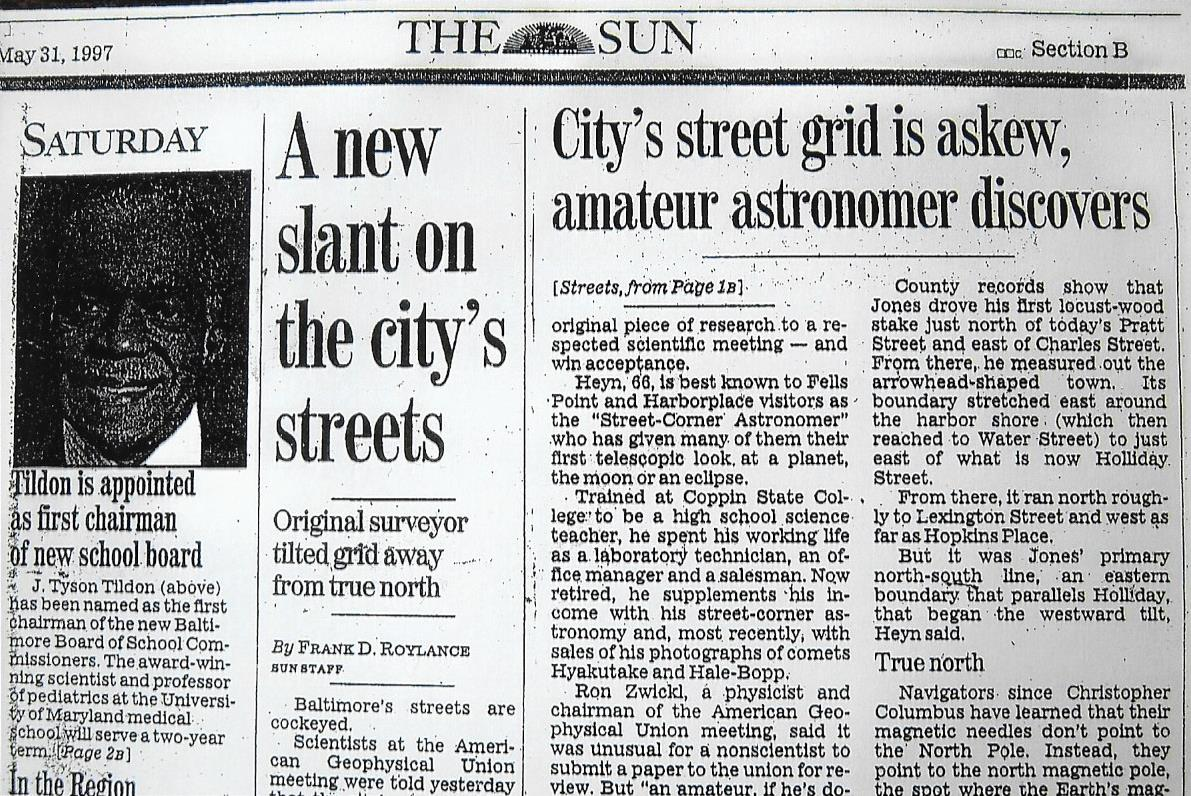 May 31, 1997
THE SUN
Section B
SATURDAY
Tildon is appointed
as first chairman
of new school board
J. Tyson Tildon (above)
has been named as the first
chairman of the new Balti-
more Board of School Com-
missioners. The award-win-
ning scientist and professor
of pediatrics at the Universi-
ty of Maryland medical
school will serve a two-year
term. [Page 2B]
In the Region
A new
slant on
the city's
streets
Original surveyor
tilted grid away
from true north
By FRANK D. ROYLANCE
SUN STAFF
Baltimore's streets are
cockeyed.
Scientists at the Ameri-
can Geophysical Union
meeting were told yesterday
City's street grid is askew,
amateur astronomer discovers
[Streets, from Page 1B]
original piece of research to a re-
spected scientific meeting — and
win acceptance.
Heyn, 66, is best known to Fells
Point and Harborplace visitors as
the "Street-Corner Astronomer"
who has given many of them their
first telescopic look at a planet,
the moon or an eclipse.
Trained at Coppin State Col-
lege to be a high school science
teacher, he spent his working life
as a laboratory technician, an of-
fice manager and a salesman. Now
retired, he supplements his in-
come with his street-corner as-
tronomy and, most recently, with
sales of his photographs of comets
Hyakutake and Hale-Bopp.
Ron Zwickl, a physicist and
chairman of the American Geo-
physical Union meeting, said it
was unusual for a nonscientist to
submit a paper to the union for re-
view. But "an amateur, if he's do-
County records show that
Jones drove his first locust-wood
stake just north of today's Pratt
Street and east of Charles Street.
From there, he measured out the
arrowhead-shaped town. Its
boundary stretched east around
the harbor shore (which then
reached to Water Street) to just
east of what is now Holliday
Street.
From there, it ran north rough-
ly to Lexington Street and west as
far as Hopkins Place.
But it was Jones' primary
north-south line, an eastern
boundary that parallels Holliday,
that began the westward tilt,
Heyn said.
True north
Navigators since Christopher
Columbus have learned that their
magnetic needles don't point to
the North Pole. Instead, they
point to the north magnetic pole,
the spot where the Earth's mag-